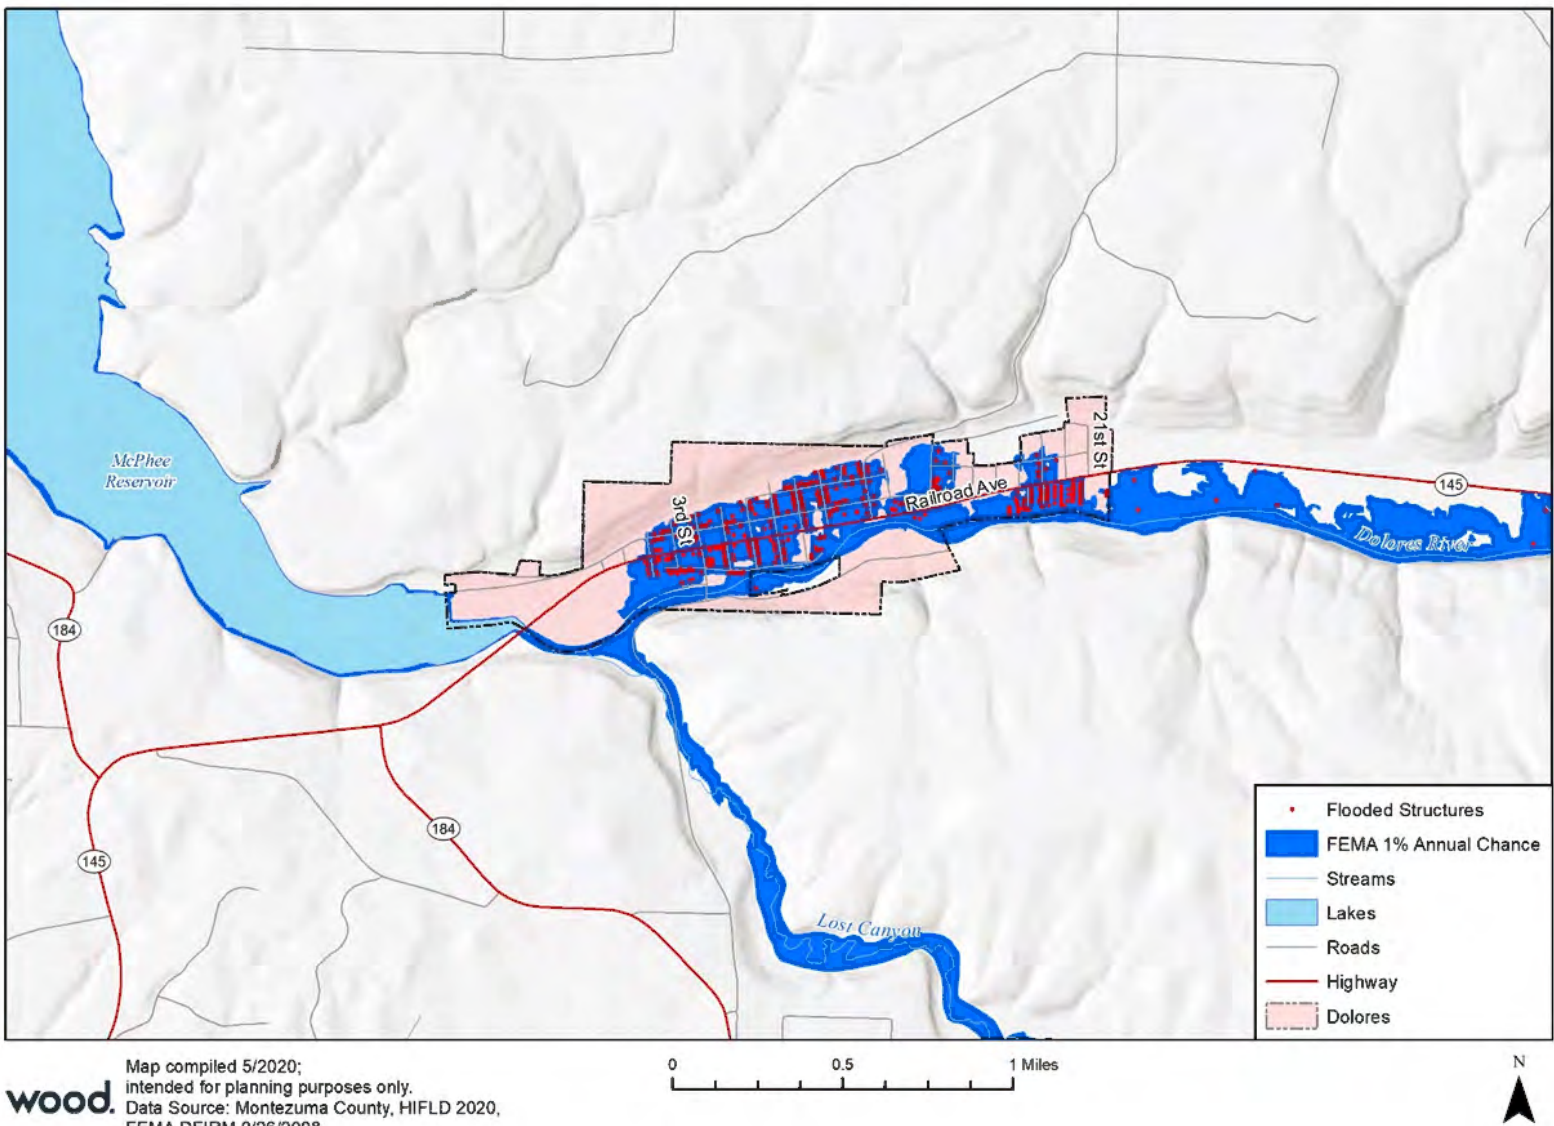 McPhee
Reservoir
3rd St
Railroad Ave
21st St
145
Dolores River
184
184
145
Lost Canyon
Flooded Structures
FEMA 1% Annual Chance
Streams
Lakes
Roads
Highway
Dolores
wood.
Map compiled 5/2020;
intended for planning purposes only.
Data Source: Montezuma County, HIFLD 2020,
0 0.5 1 Miles
N